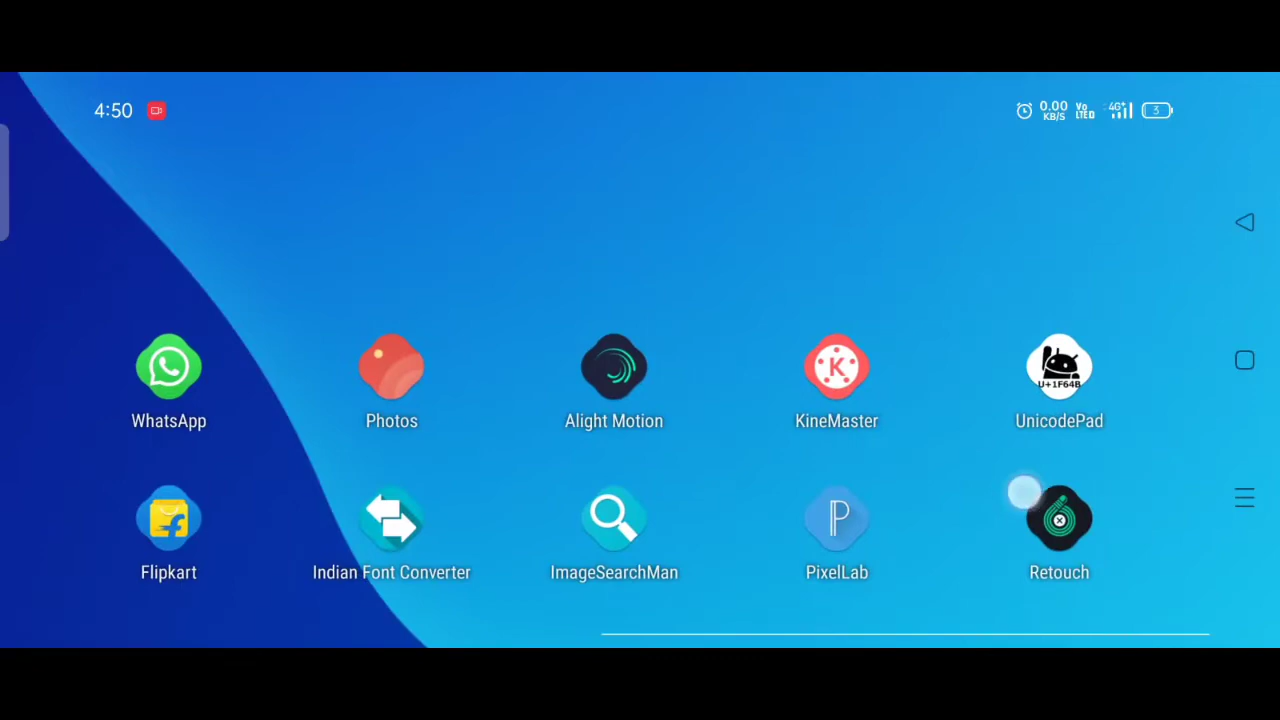 4:50
0.00 KB/S Vo LTED 4G+ 3
WhatsApp
Photos
Alight Motion
K
KineMaster
U+1F64B
UnicodePad
Flipkart
Indian Font Converter
ImageSearchMan
P
PixelLab
Retouch